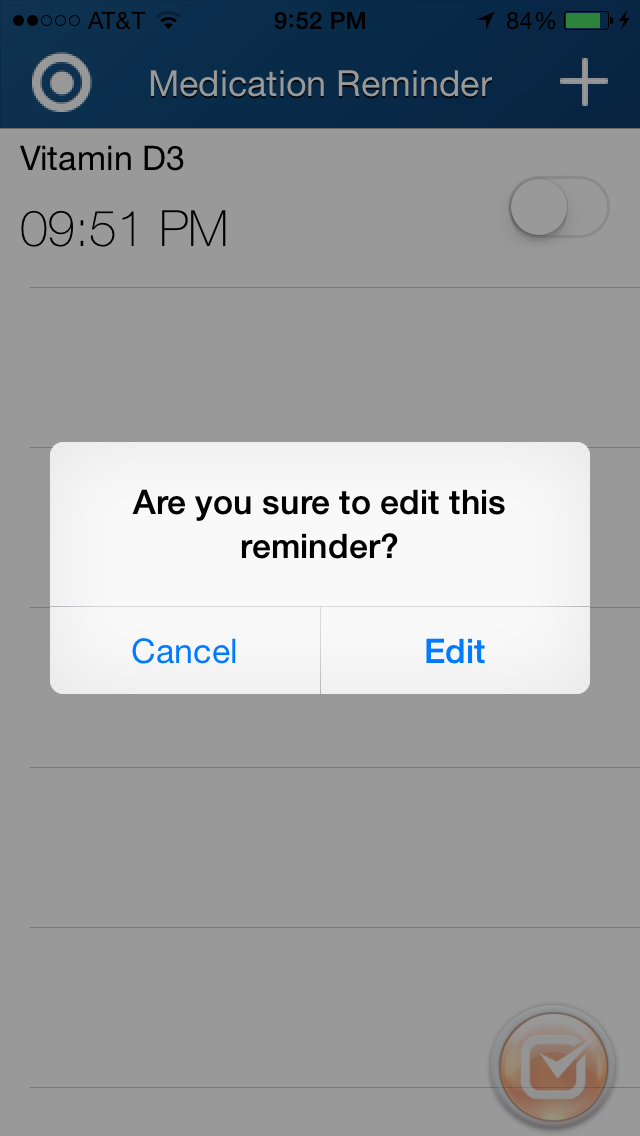 AT&T 9:52 PM 84%
Medication Reminder
Vitamin D3
09:51 PM
Are you sure to edit this
reminder?
Cancel Edit